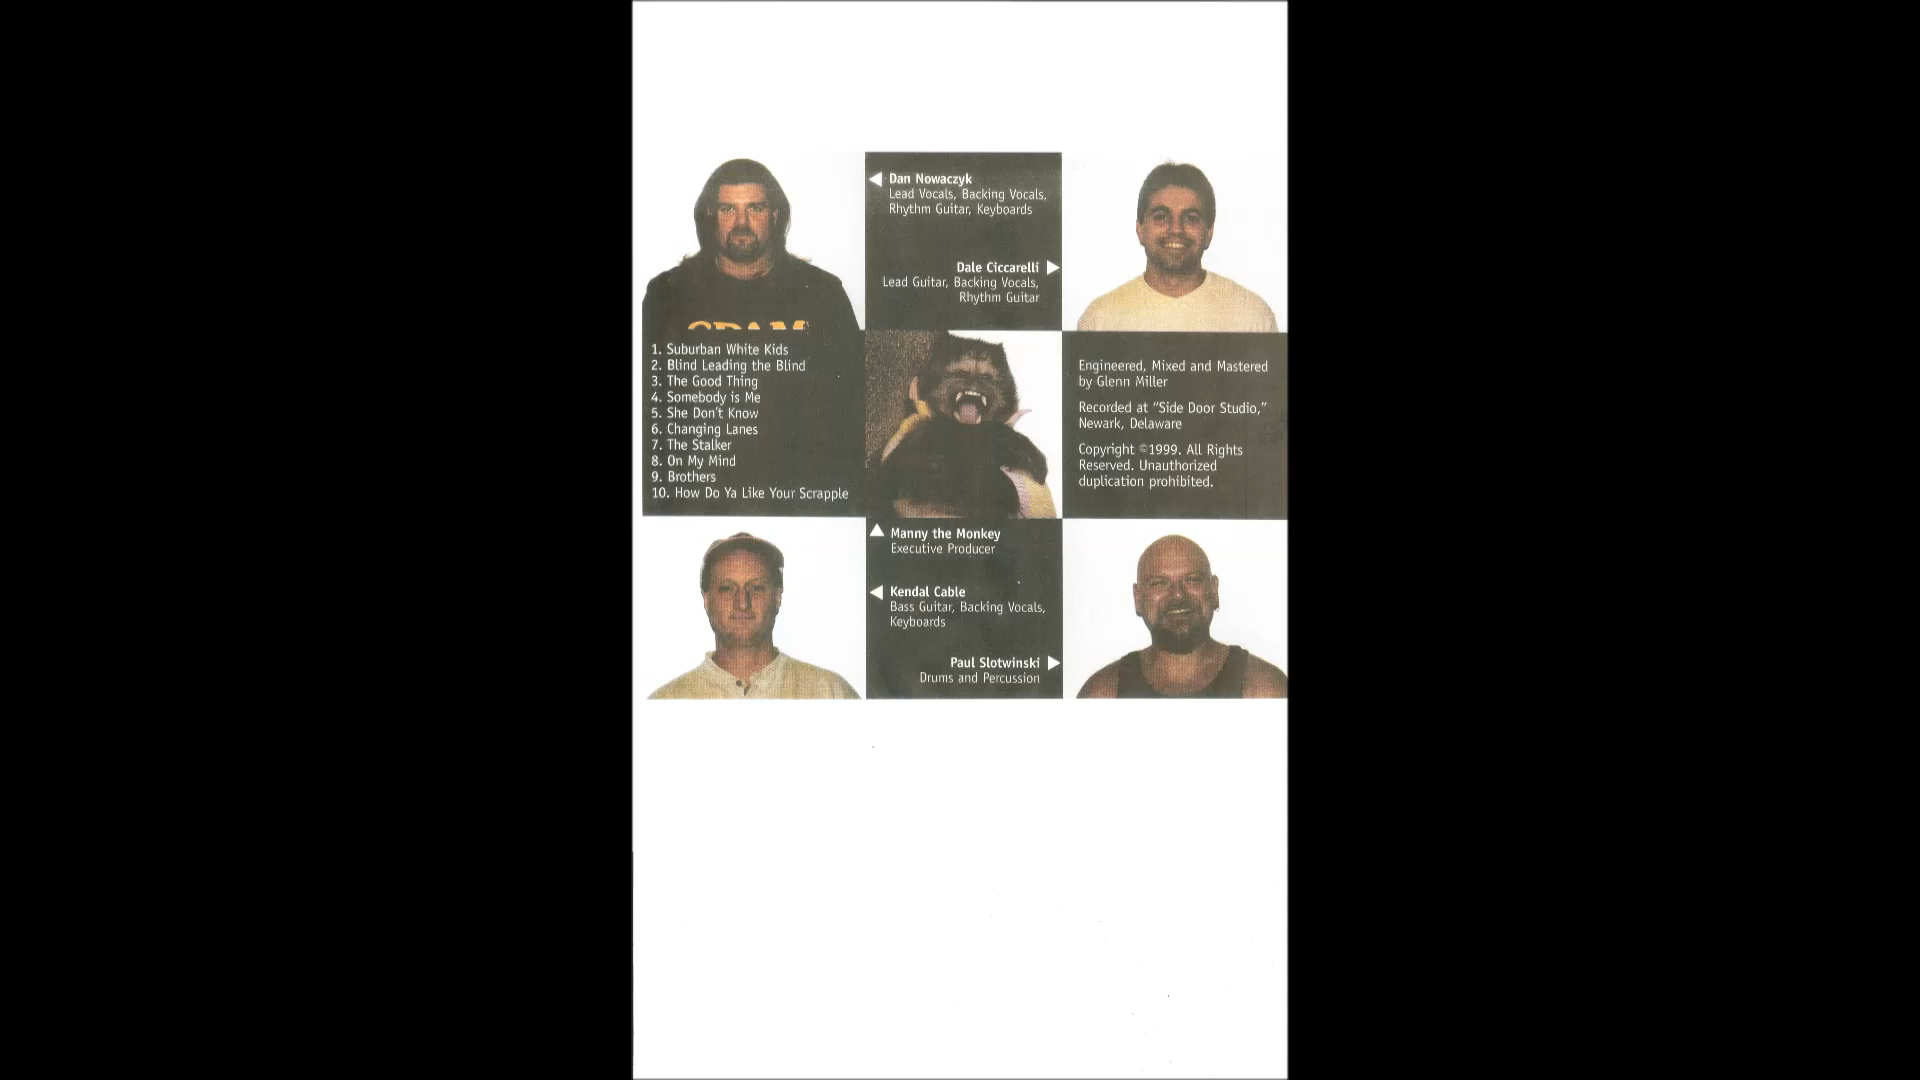 Dan Nowaczyk
Lead Vocals, Backing Vocals,
Rhythm Guitar, Keyboards
Dale Ciccarelli
Lead Guitar, Backing Vocals,
Rhythm Guitar
SPAM
1. Suburban White Kids
2. Blind Leading the Blind
3. The Good Thing
4. Somebody is Me
5. She Don't Know
6. Changing Lanes
7. The Stalker
8. On My Mind
9. Brothers
10. How Do Ya Like Your Scrapple
Engineered, Mixed and Mastered
by Glenn Miller
Recorded at “Side Door Studio,”
Newark, Delaware
Copyright ©1999. All Rights
Reserved. Unauthorized
duplication prohibited.
Manny the Monkey
Executive Producer
Kendal Cable
Bass Guitar, Backing Vocals,
Keyboards
Paul Slotwinski
Drums and Percussion